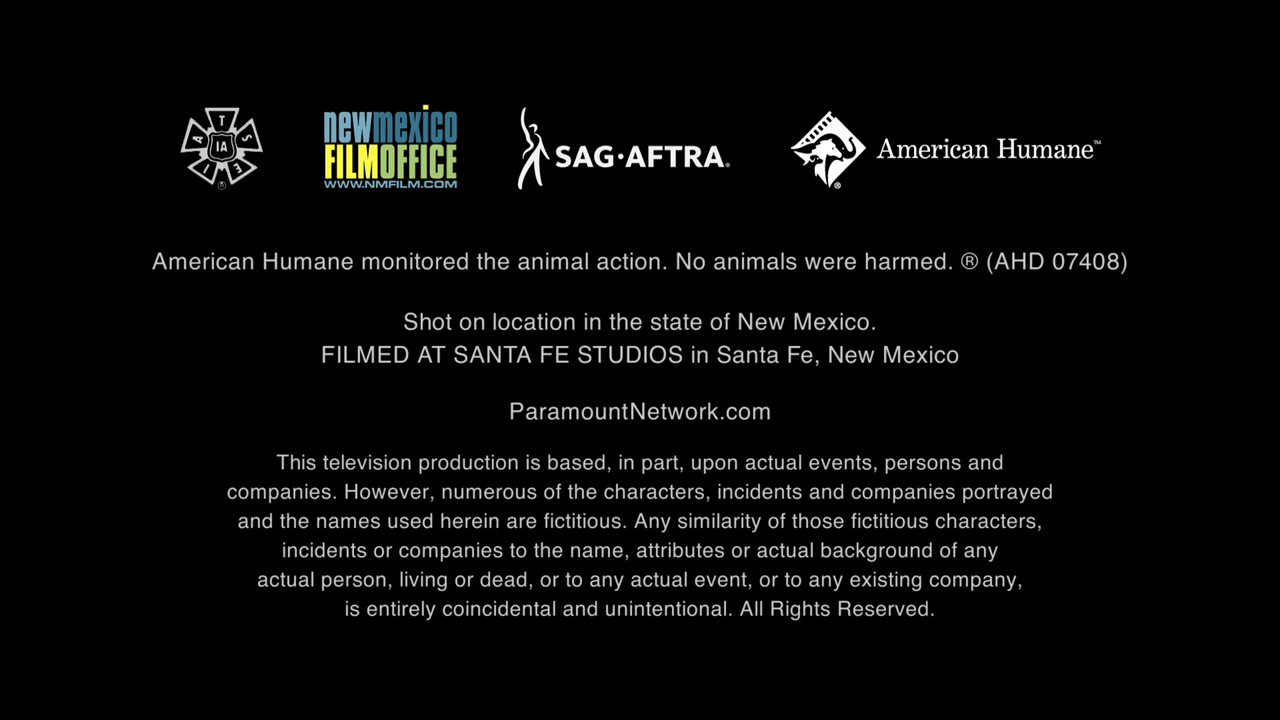 I A T S E
IA
®
newmexico
FILMOFFICE
WWW.NMFILM.COM
SAG·AFTRA®
®
American Humane™
American Humane monitored the animal action. No animals were harmed. ® (AHD 07408)
Shot on location in the state of New Mexico.
FILMED AT SANTA FE STUDIOS in Santa Fe, New Mexico
ParamountNetwork.com
This television production is based, in part, upon actual events, persons and
companies. However, numerous of the characters, incidents and companies portrayed
and the names used herein are fictitious. Any similarity of those fictitious characters,
incidents or companies to the name, attributes or actual background of any
actual person, living or dead, or to any actual event, or to any existing company,
is entirely coincidental and unintentional. All Rights Reserved.